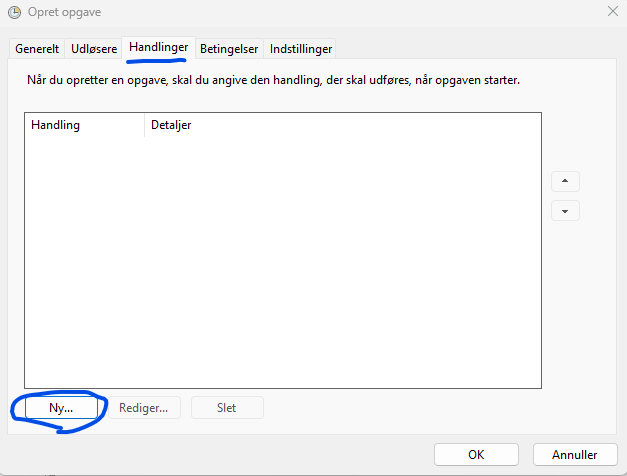 Opret opgave
Generelt Udløsere Handlinger Betingelser Indstillinger
Når du opretter en opgave, skal du angive den handling, der skal udføres, når opgaven starter.
Handling Detaljer
Ny... Rediger... Slet
OK Annuller